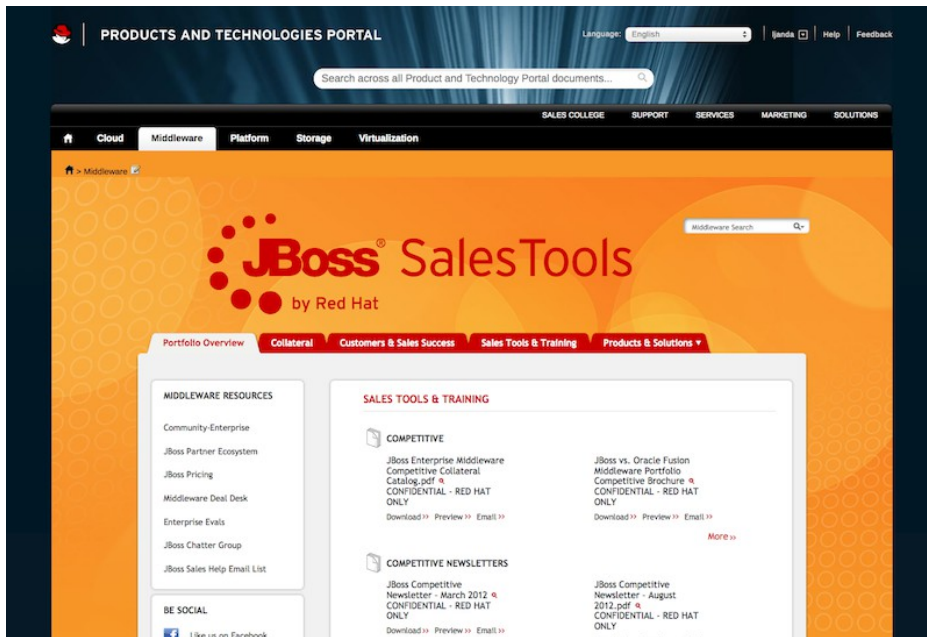 PRODUCTS AND TECHNOLOGIES PORTAL
Language: English
ljanda
Help
Feedback
Search across all Product and Technology Portal documents...
SALES COLLEGE
SUPPORT
SERVICES
MARKETING
SOLUTIONS
Cloud
Middleware
Platform
Storage
Virtualization
> Middleware
Middleware Search
JBoss® SalesTools
by Red Hat
Portfolio Overview
Collateral
Customers & Sales Success
Sales Tools & Training
Products & Solutions ▾
MIDDLEWARE RESOURCES
Community-Enterprise
JBoss Partner Ecosystem
JBoss Pricing
Middleware Deal Desk
Enterprise Evals
JBoss Chatter Group
JBoss Sales Help Email List
BE SOCIAL
Like us on Facebook
SALES TOOLS & TRAINING
COMPETITIVE
JBoss Enterprise Middleware
Competitive Collateral
Catalog.pdf
CONFIDENTIAL - RED HAT
ONLY
Download ›› Preview ›› Email ››
JBoss vs. Oracle Fusion
Middleware Portfolio
Competitive Brochure
CONFIDENTIAL - RED HAT
ONLY
Download ›› Preview ›› Email ››
More ››
COMPETITIVE NEWSLETTERS
JBoss Competitive
Newsletter - March 2012
CONFIDENTIAL - RED HAT
ONLY
Download ›› Preview ›› Email ››
JBoss Competitive
Newsletter - August
2012.pdf
CONFIDENTIAL - RED HAT
ONLY